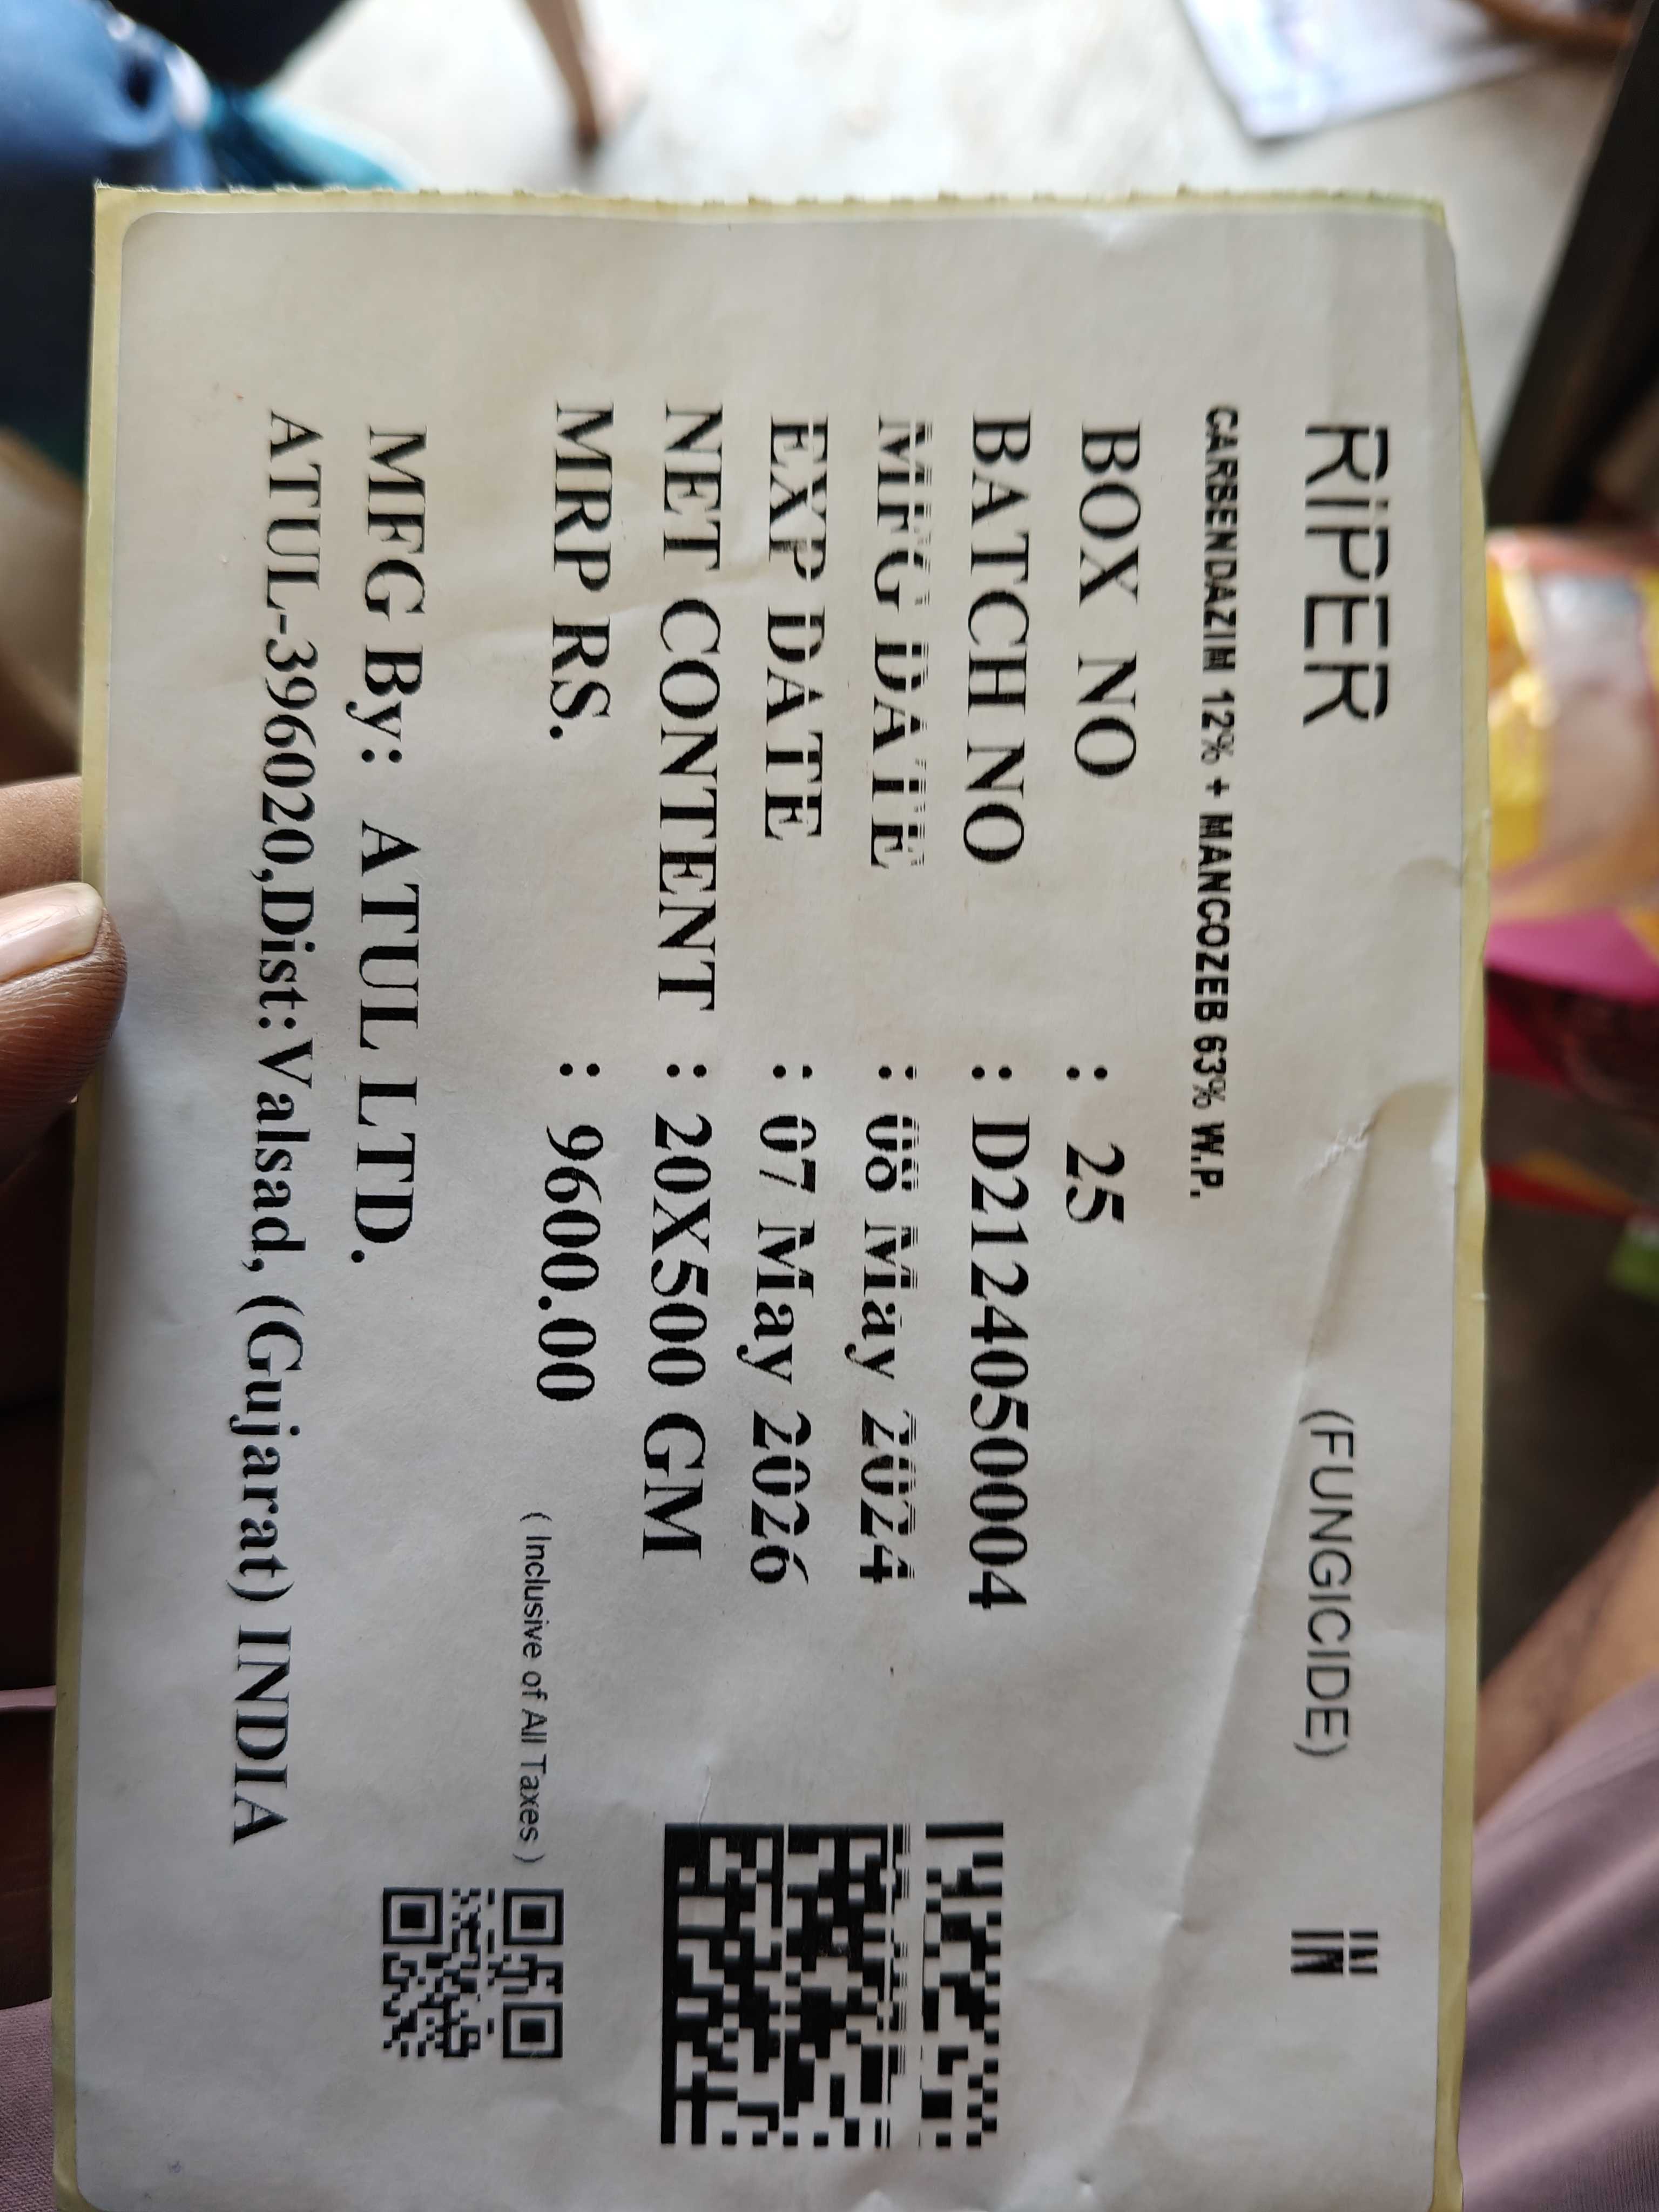 RIPER (FUNGICIDE) IN
CARBENDAZIM 12% + MANCOZEB 63% W.P.
BOX NO : 25
BATCH NO : D212405004
MFG DATE : 08 May 2024
EXP DATE : 07 May 2026
NET CONTENT : 20X500 GM
MRP RS. : 9600.00
( Inclusive of All Taxes )
MFG By: ATUL LTD.
ATUL-396020,Dist:Valsad, (Gujarat) INDIA